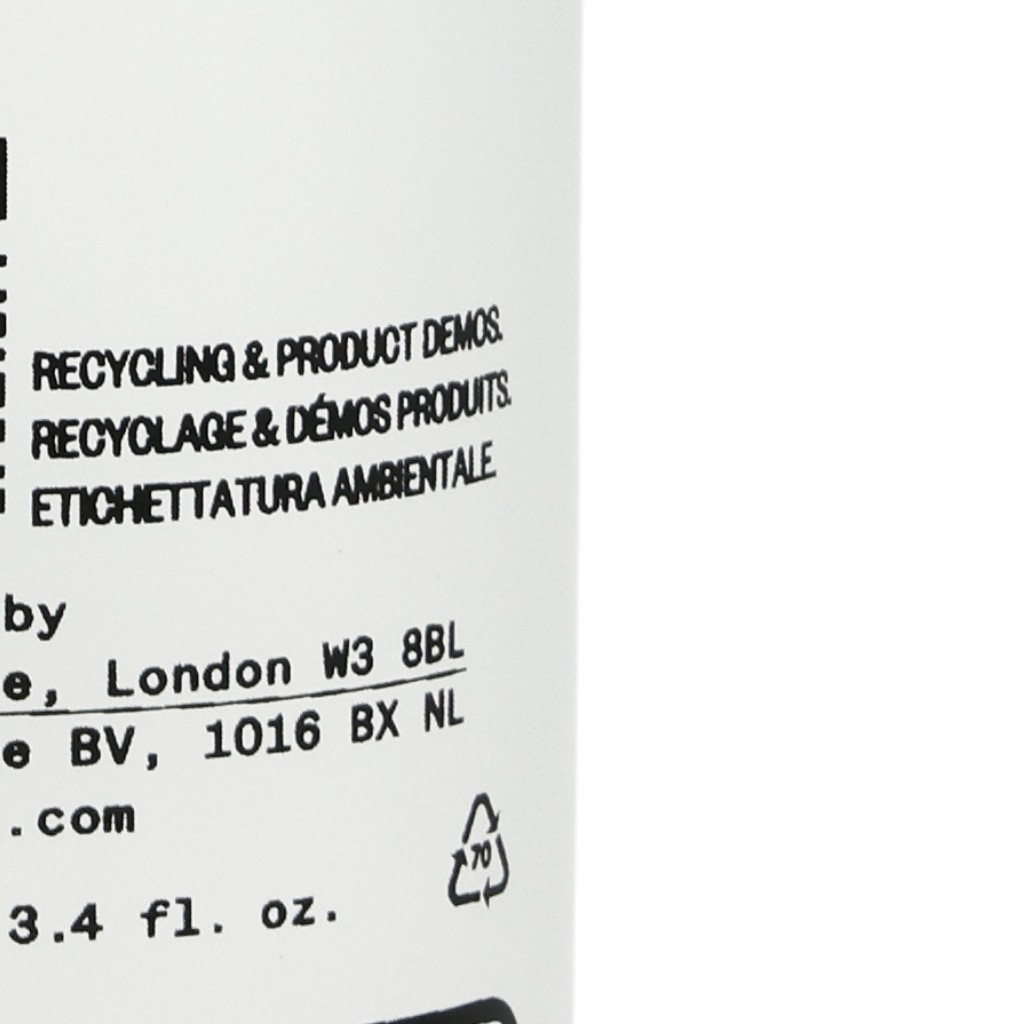 RECYCLING & PRODUCT DEMOS.
RECYCLAGE & DÉMOS PRODUITS.
ETICHETTATURA AMBIENTALE
by
e, London W3 8BL
e BV, 1016 BX NL
.com
70
3.4 fl. oz.